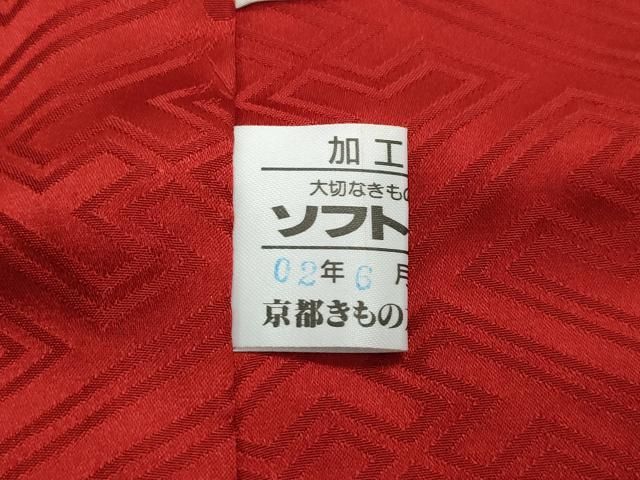 加工
大切なきもの
ソフト
02年6月
京都きもの